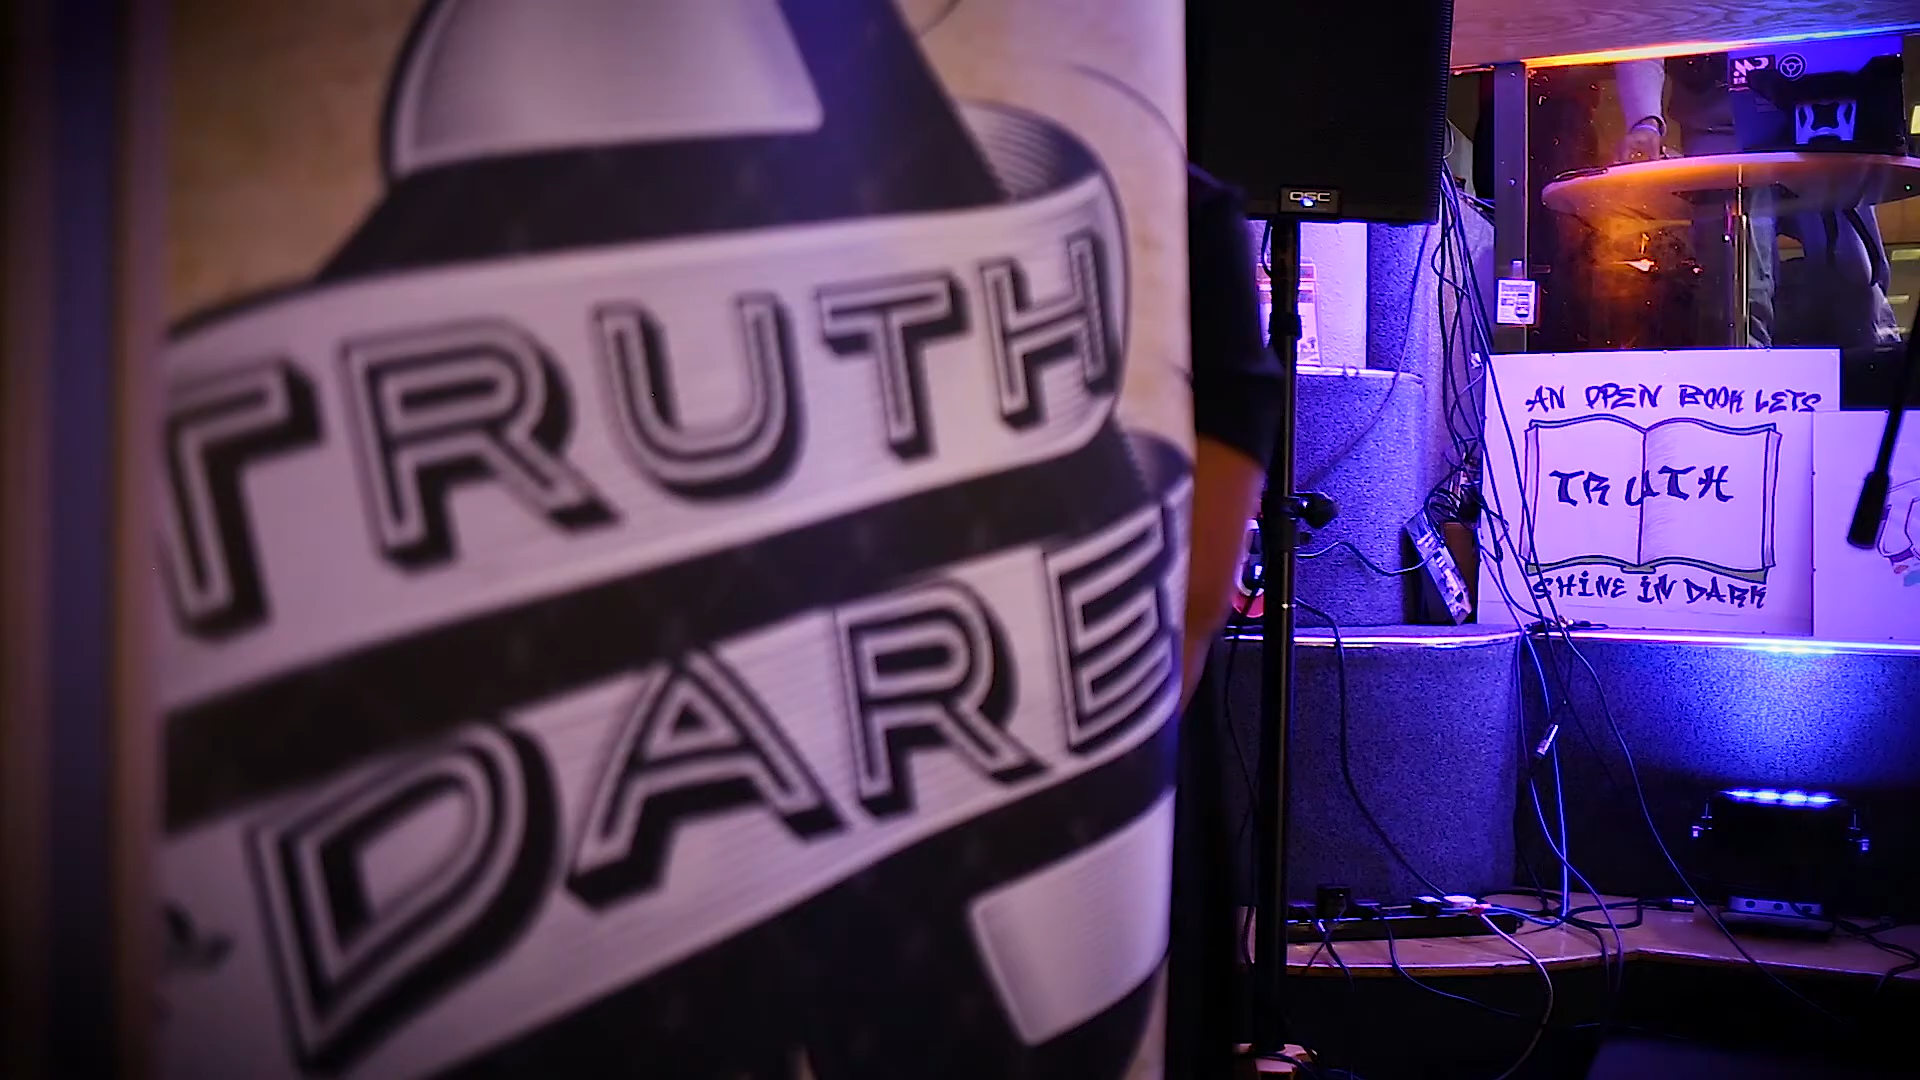 TRUTH
DARE
QSC
AN OPEN BOOK LETS
TRUTH
SHINE IN DARK